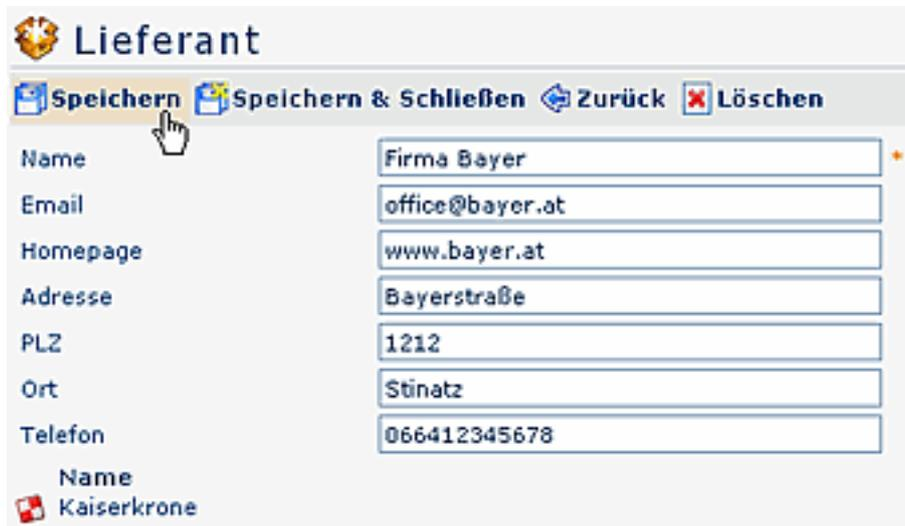 Lieferant
Speichern Speichern & Schließen Zurück Löschen
Name Firma Bayer *
Email office@bayer.at
Homepage www.bayer.at
Adresse Bayerstraße
PLZ 1212
Ort Stinatz
Telefon 066412345678
Name
Kaiserkrone